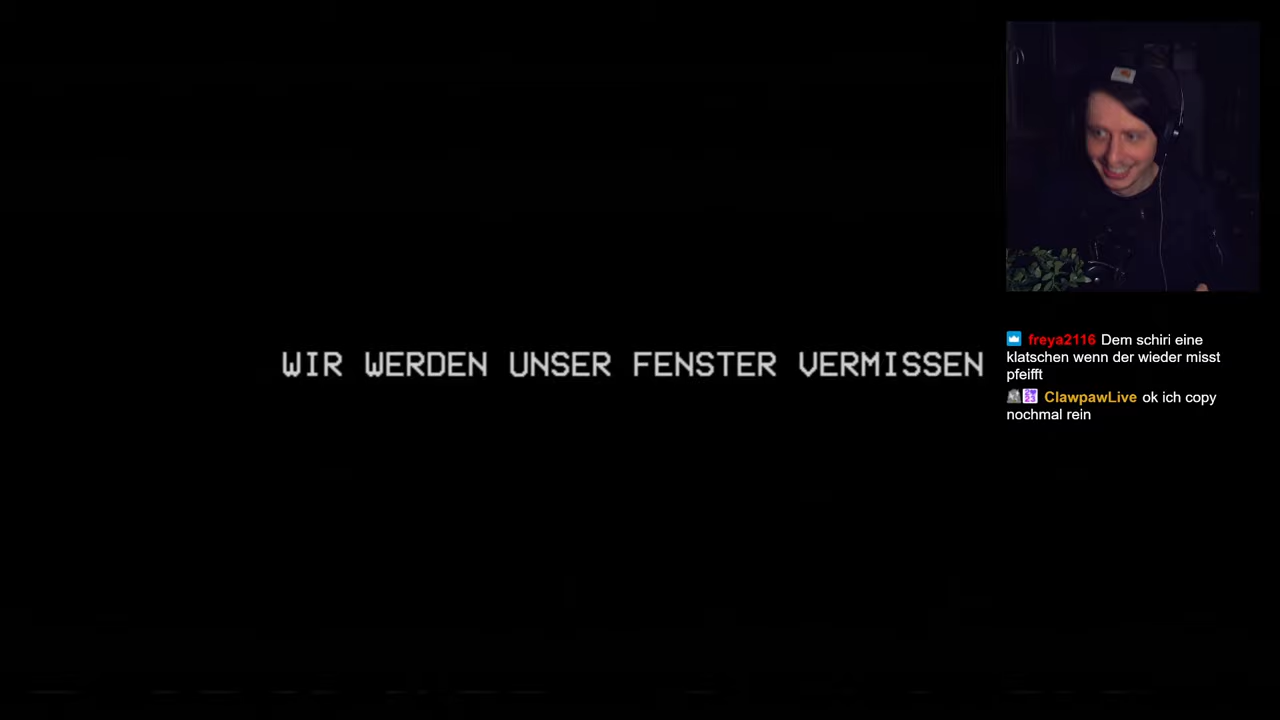 WIR WERDEN UNSER FENSTER VERMISSEN
freya2116 Dem schiri eine
klatschen wenn der wieder misst
pfeifft
ClawpawLive ok ich copy
nochmal rein